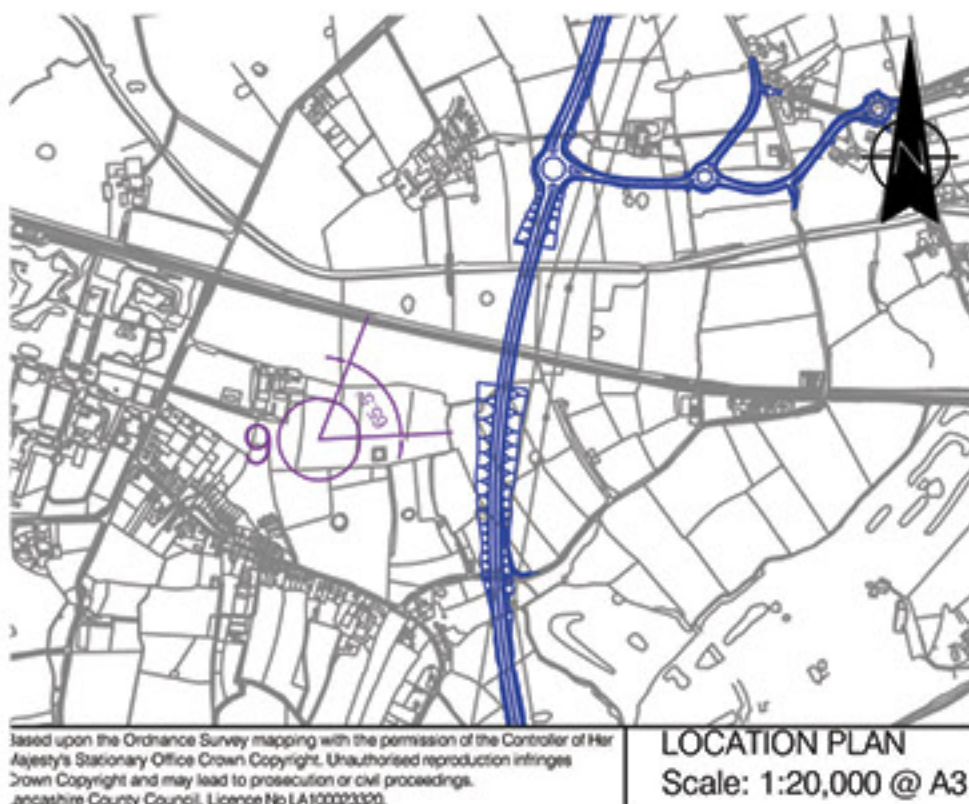 N
9
65.5°
Based upon the Ordnance Survey mapping with the permission of the Controller of Her
Majesty's Stationary Office Crown Copyright. Unauthorised reproduction infringes
Crown Copyright and may lead to prosecution or civil proceedings.
Lancashire County Council. Licence No LA100023320.
LOCATION PLAN
Scale: 1:20,000 @ A3